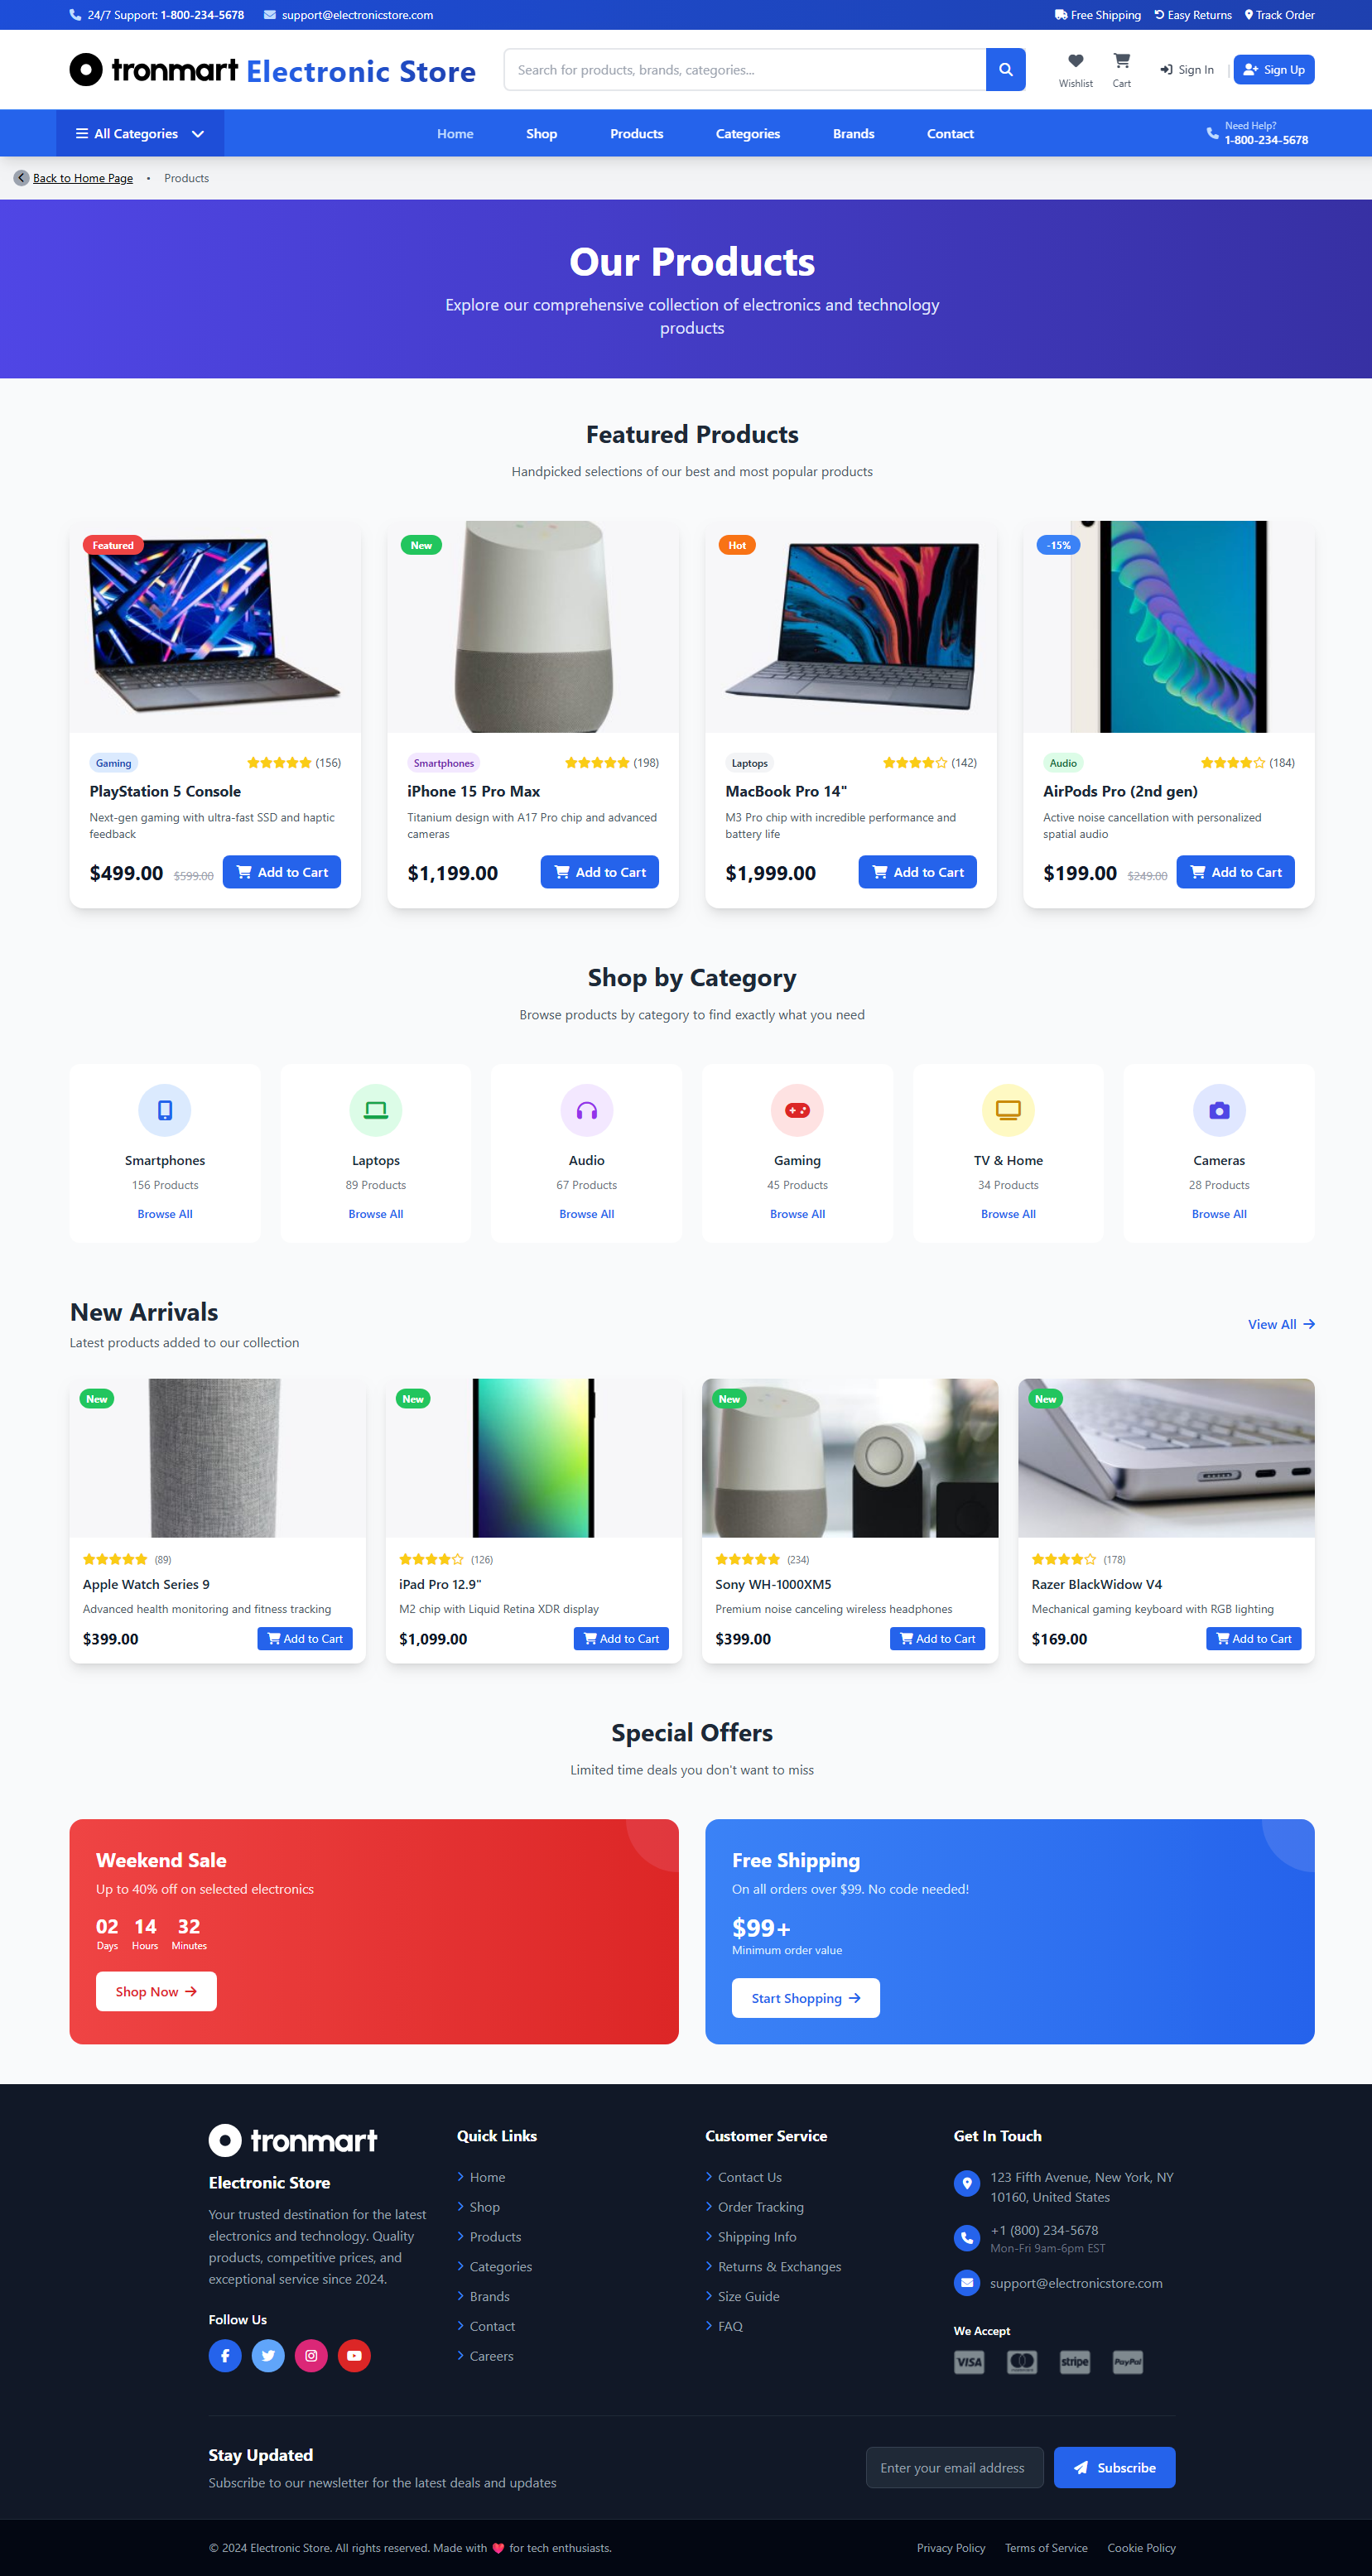 24/7 Support: 1-800-234-5678 support@electronicstore.com Free Shipping Easy Returns Track Order
tronmart Electronic Store Search for products, brands, categories... Wishlist Cart Sign In | Sign Up
All Categories Home Shop Products Categories Brands Contact Need Help?
1-800-234-5678
Back to Home Page • Products
Our Products
Explore our comprehensive collection of electronics and technology
products
Featured Products
Handpicked selections of our best and most popular products
Featured
Gaming (156)
PlayStation 5 Console
Next-gen gaming with ultra-fast SSD and haptic
feedback
$499.00 $599.00 Add to Cart
New
Smartphones (198)
iPhone 15 Pro Max
Titanium design with A17 Pro chip and advanced
cameras
$1,199.00 Add to Cart
Hot
Laptops (142)
MacBook Pro 14"
M3 Pro chip with incredible performance and
battery life
$1,999.00 Add to Cart
-15%
Audio (184)
AirPods Pro (2nd gen)
Active noise cancellation with personalized
spatial audio
$199.00 $249.00 Add to Cart
Shop by Category
Browse products by category to find exactly what you need
Smartphones
156 Products
Browse All
Laptops
89 Products
Browse All
Audio
67 Products
Browse All
Gaming
45 Products
Browse All
TV & Home
34 Products
Browse All
Cameras
28 Products
Browse All
New Arrivals
Latest products added to our collection
View All
New
(89)
Apple Watch Series 9
Advanced health monitoring and fitness tracking
$399.00 Add to Cart
New
(126)
iPad Pro 12.9"
M2 chip with Liquid Retina XDR display
$1,099.00 Add to Cart
New
(234)
Sony WH-1000XM5
Premium noise canceling wireless headphones
$399.00 Add to Cart
New
(178)
Razer BlackWidow V4
Mechanical gaming keyboard with RGB lighting
$169.00 Add to Cart
Special Offers
Limited time deals you don't want to miss
Weekend Sale
Up to 40% off on selected electronics
02 14 32
Days Hours Minutes
Shop Now
Free Shipping
On all orders over $99. No code needed!
$99+
Minimum order value
Start Shopping
tronmart
Electronic Store
Your trusted destination for the latest
electronics and technology. Quality
products, competitive prices, and
exceptional service since 2024.
Follow Us
Quick Links
Home
Shop
Products
Categories
Brands
Contact
Careers
Customer Service
Contact Us
Order Tracking
Shipping Info
Returns & Exchanges
Size Guide
FAQ
Get In Touch
123 Fifth Avenue, New York, NY
10160, United States
+1 (800) 234-5678
Mon-Fri 9am-6pm EST
support@electronicstore.com
We Accept
VISA stripe PayPal
Stay Updated
Subscribe to our newsletter for the latest deals and updates
Enter your email address Subscribe
© 2024 Electronic Store. All rights reserved. Made with ❤️ for tech enthusiasts. Privacy Policy Terms of Service Cookie Policy